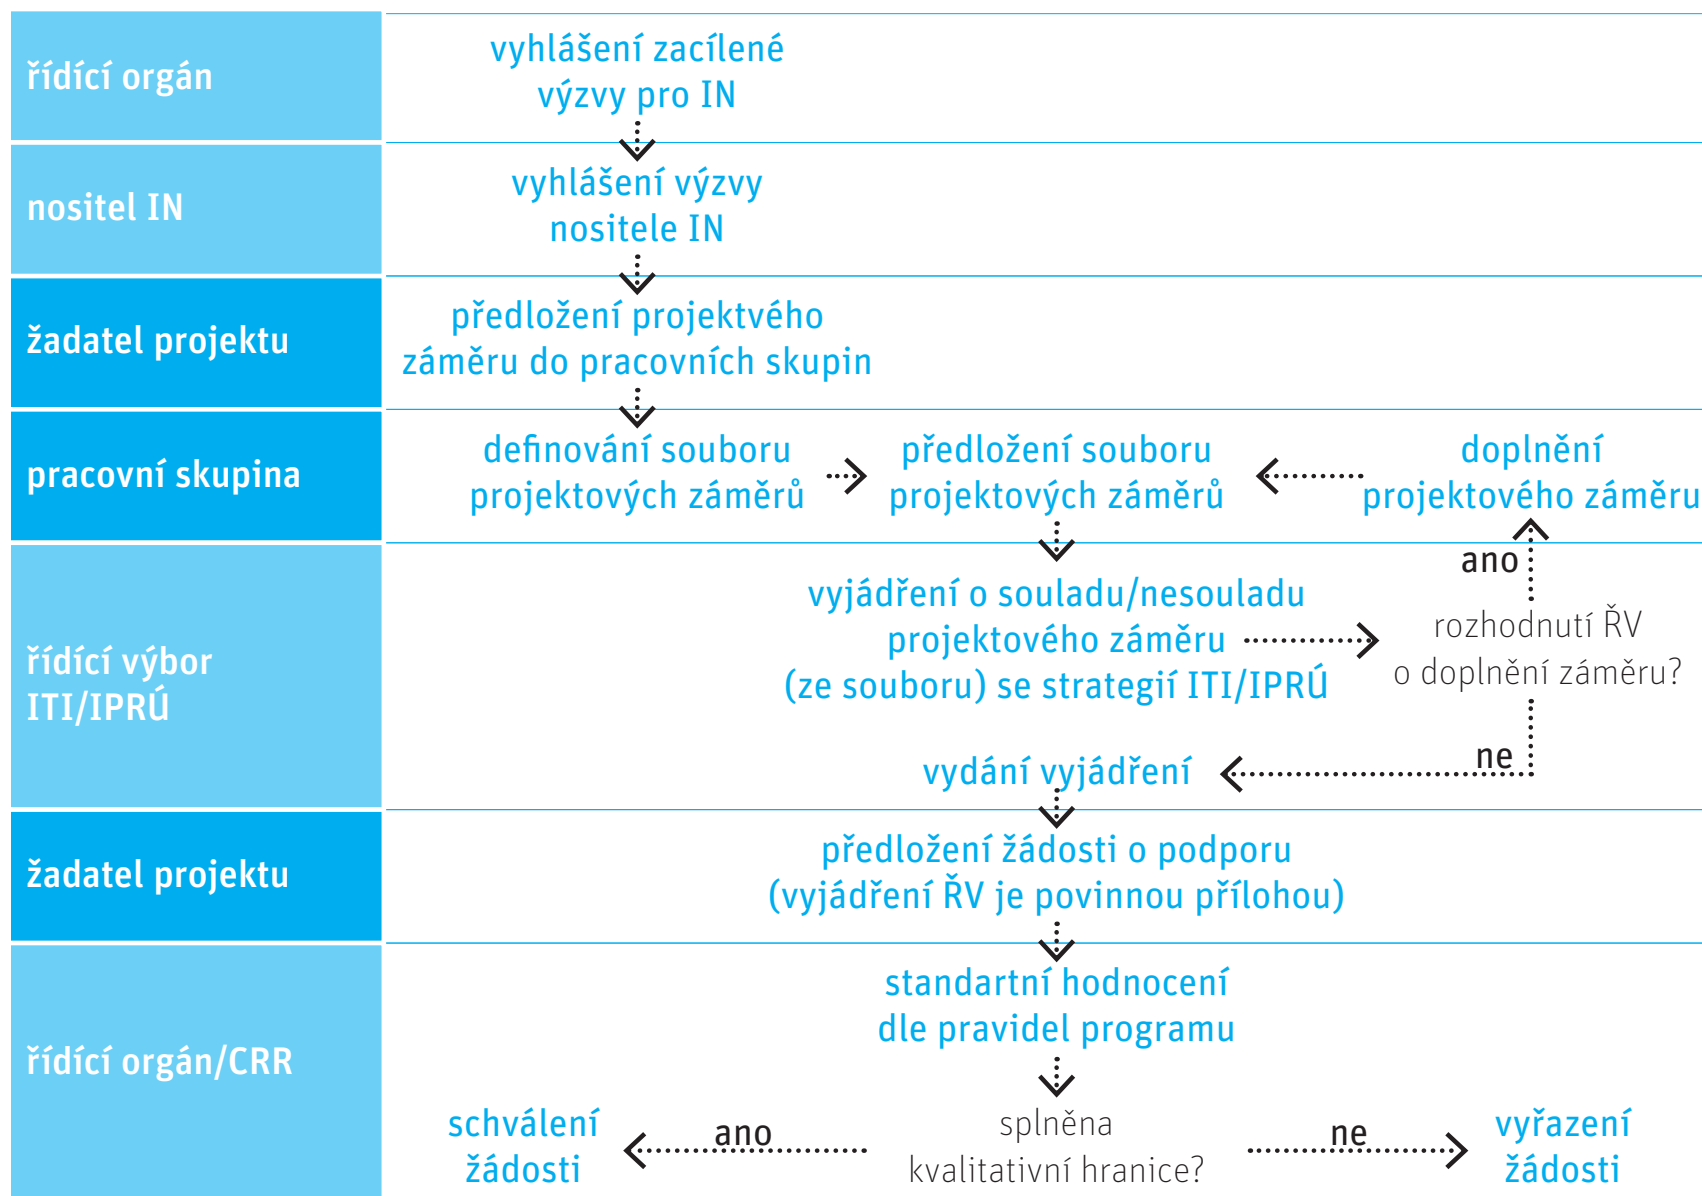 řídící orgán
vyhlášení zacílené
výzvy pro IN
nositel IN
vyhlášení výzvy
nositele IN
žadatel projektu
předložení projektvého
záměru do pracovních skupin
pracovní skupina
definování souboru
projektových záměrů
předložení souboru
projektových záměrů
doplnění
projektového záměru
řídící výbor
ITI/IPRÚ
vyjádření o souladu/nesouladu
projektového záměru
(ze souboru) se strategií ITI/IPRÚ
ano
rozhodnutí ŘV
o doplnění záměru?
ne
vydání vyjádření
žadatel projektu
předložení žádosti o podporu
(vyjádření ŘV je povinnou přílohou)
řídící orgán/CRR
standartní hodnocení
dle pravidel programu
schválení
žádosti
ano
splněna
kvalitativní hranice?
ne
vyřazení
žádosti